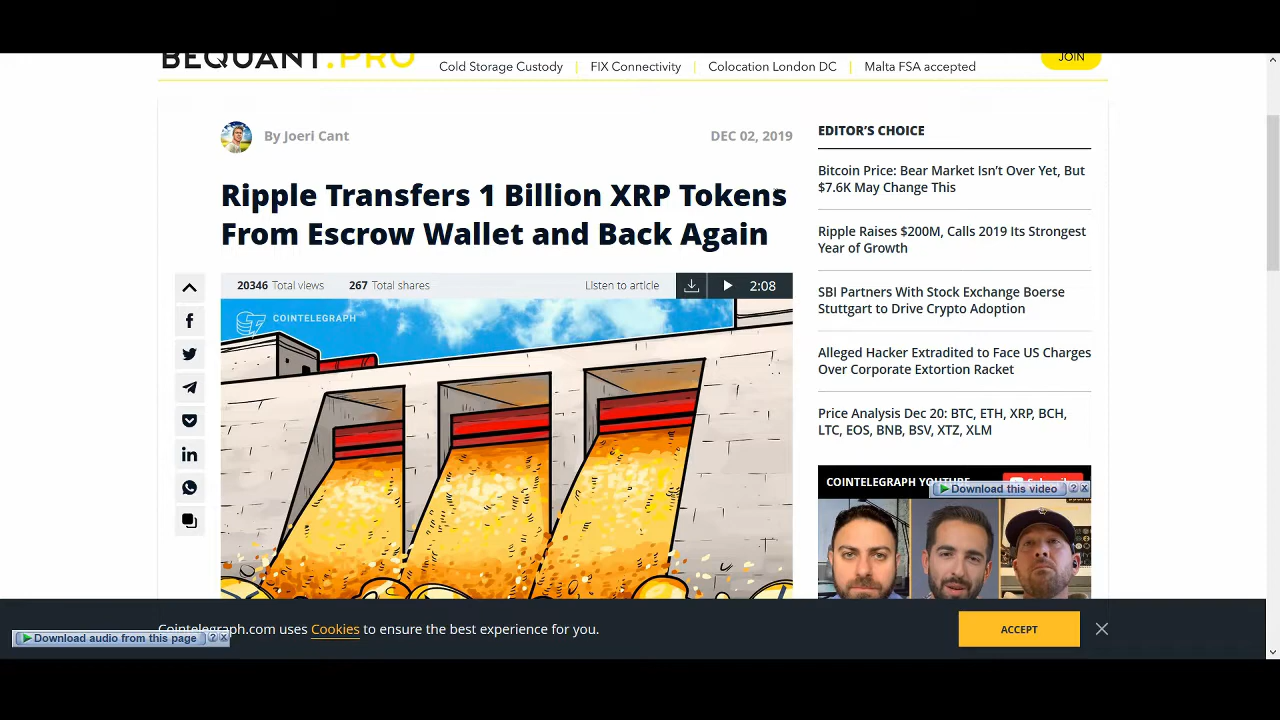 BEQUANT.PRO
Cold Storage Custody
FIX Connectivity
Colocation London DC
Malta FSA accepted
JOIN
By Joeri Cant
DEC 02, 2019
Ripple Transfers 1 Billion XRP Tokens
From Escrow Wallet and Back Again
20346 Total views
267 Total shares
Listen to article
2:08
COINTELEGRAPH
EDITOR'S CHOICE
Bitcoin Price: Bear Market Isn't Over Yet, But
$7.6K May Change This
Ripple Raises $200M, Calls 2019 Its Strongest
Year of Growth
SBI Partners With Stock Exchange Boerse
Stuttgart to Drive Crypto Adoption
Alleged Hacker Extradited to Face US Charges
Over Corporate Extortion Racket
Price Analysis Dec 20: BTC, ETH, XRP, BCH,
LTC, EOS, BNB, BSV, XTZ, XLM
COINTELEGRAPH YOUTUBE
Download this video ? X
Cointelegraph.com uses Cookies to ensure the best experience for you.
ACCEPT
Download audio from this page ? X